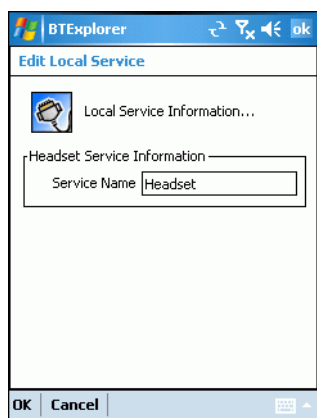 BTExplorer ok
Edit Local Service
Local Service Information...
Headset Service Information
Service Name Headset
OK Cancel